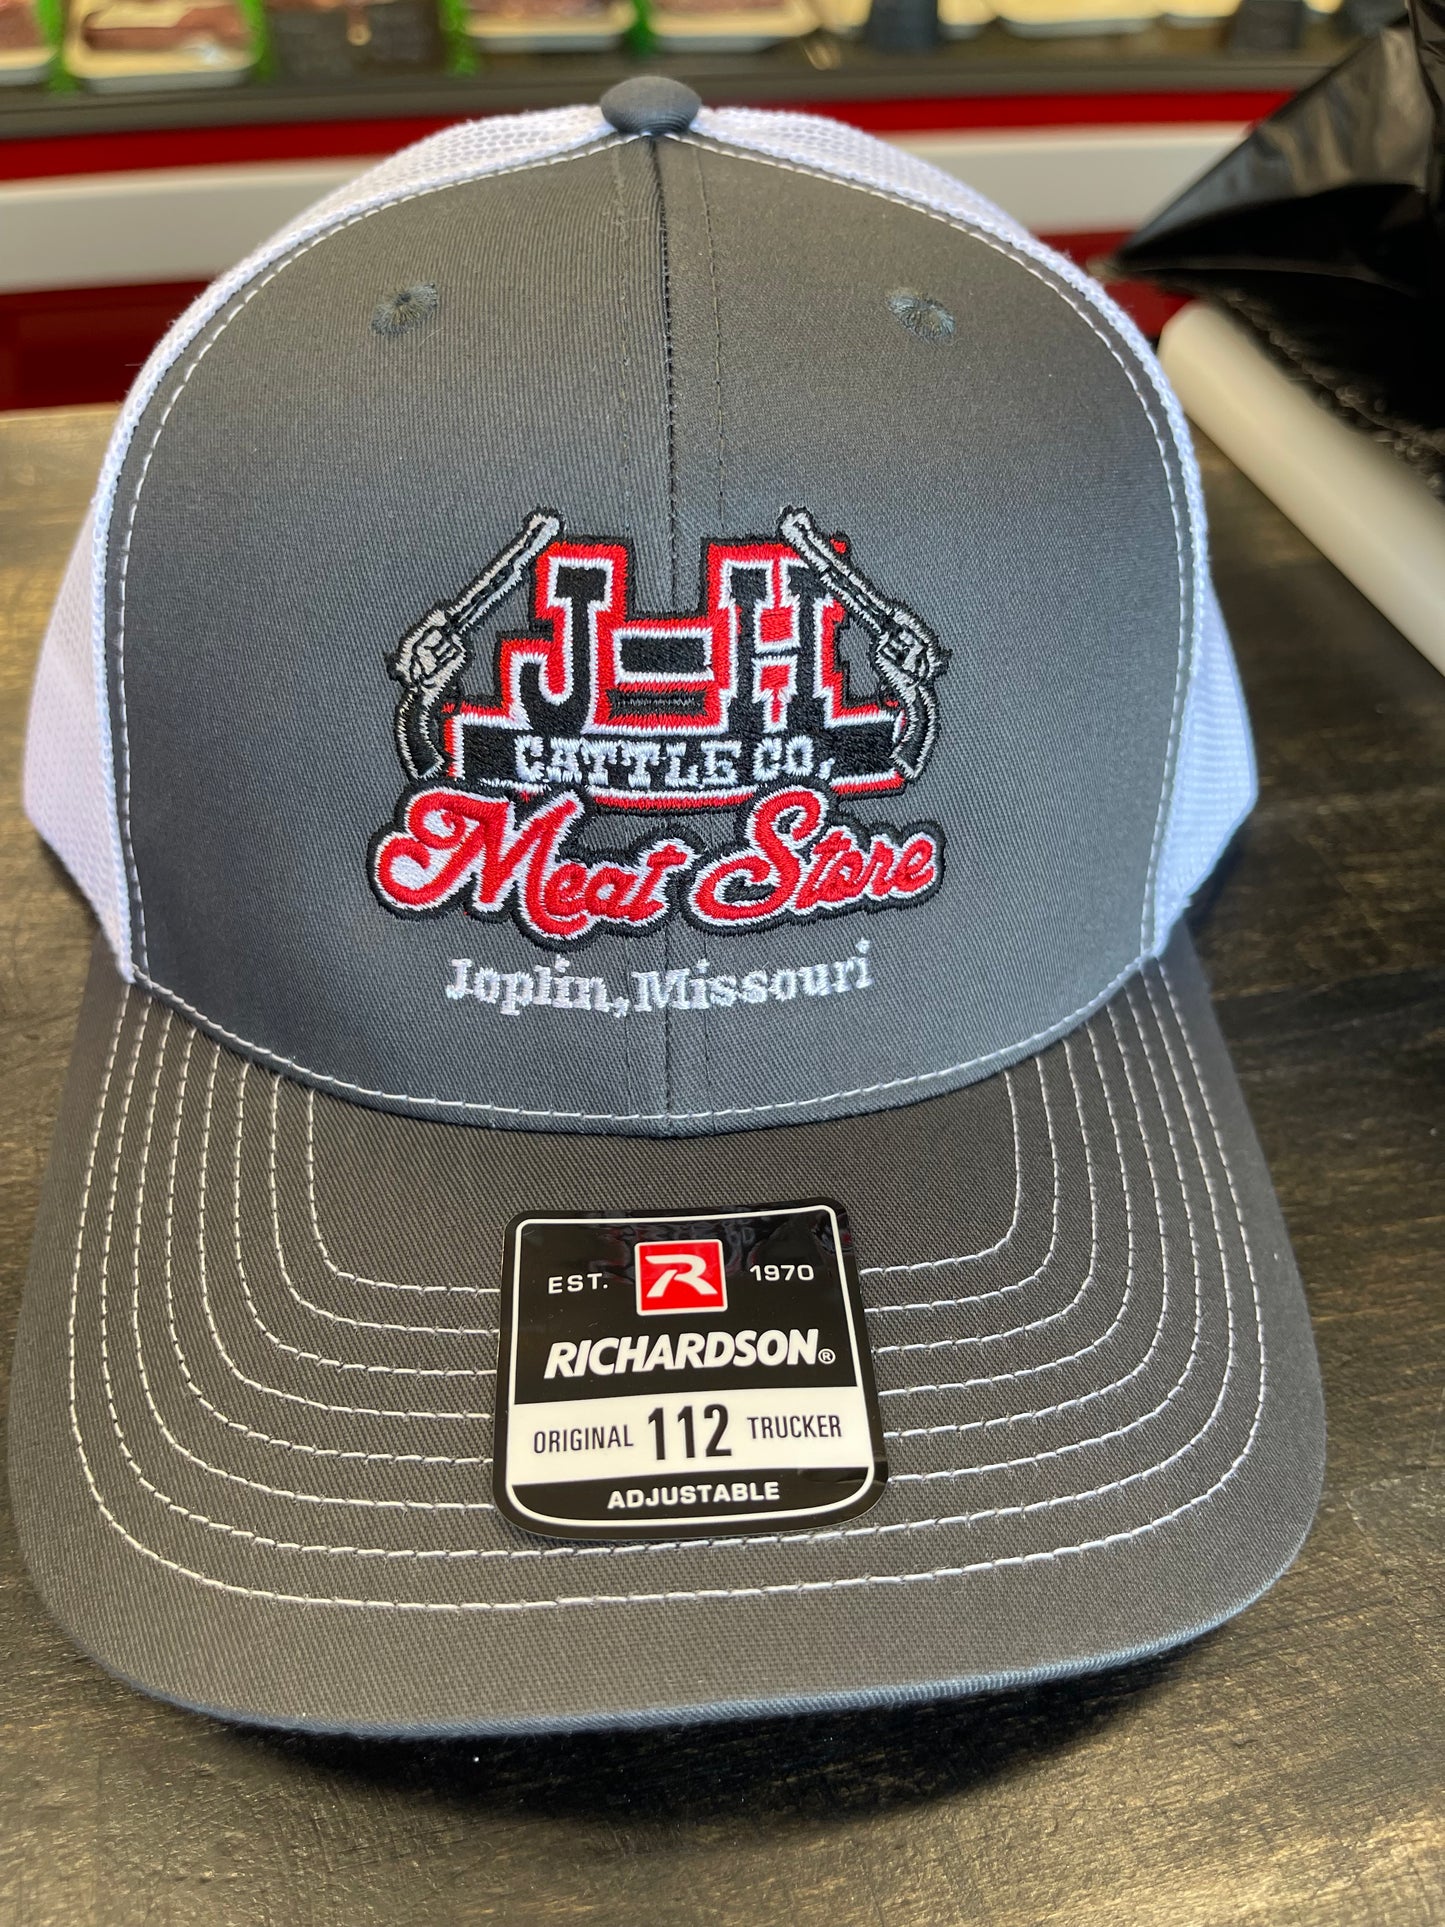 J-H
CATTLE CO.
Meat Store
Joplin, Missouri
EST. R 1970
RICHARDSON®
ORIGINAL 112 TRUCKER
ADJUSTABLE